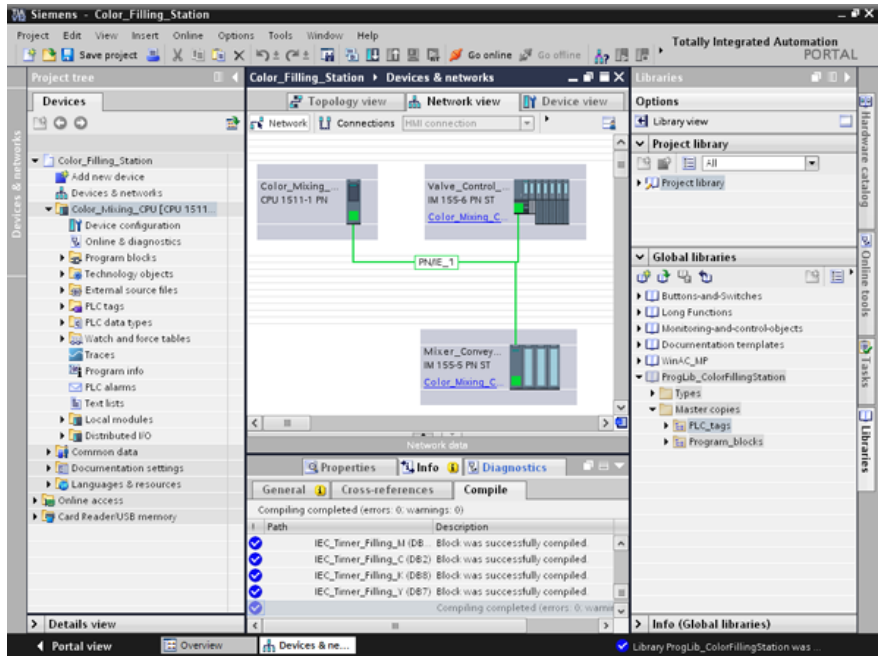 Siemens - Color_Filling_Station
Project Edit View Insert Online Options Tools Window Help
Save project
Go online
Go offline
Totally Integrated Automation
PORTAL
Project tree
Devices
Devices & networks
Color_Filling_Station
Add new device
Devices & networks
Color_Mixing_CPU [CPU 1511...
Device configuration
Online & diagnostics
Program blocks
Technology objects
External source files
PLC tags
PLC data types
Watch and force tables
Traces
Program info
PLC alarms
Text lists
Local modules
Distributed I/O
Common data
Documentation settings
Languages & resources
Online access
Card Reader/USB memory
Details view
Color_Filling_Station Devices & networks
Topology view
Network view
Device view
Network
Connections
HMI connection
Color_Mixing_...
CPU 1511-1 PN
Valve_Control_...
IM 155-6 PN ST
Color_Mixing_C...
PN/IE_1
Mixer_Convey...
IM 155-5 PN ST
Color_Mixing_C...
Network data
Properties
Info
Diagnostics
General
Cross-references
Compile
Compiling completed (errors: 0; warnings: 0)
! Path Description
IEC_Timer_Filling_M (DB... Block was successfully compiled.
IEC_Timer_Filling_C (DB2) Block was successfully compiled.
IEC_Timer_Filling_K (DB8) Block was successfully compiled.
IEC_Timer_Filling_Y (DB7) Block was successfully compiled.
Compiling completed (errors: 0; warnin
Libraries
Options
Library view
Project library
All
Project library
Global libraries
Buttons-and-Switches
Long Functions
Monitoring-and-control-objects
Documentation templates
WinAC_MP
ProgLib_ColorFillingStation
Types
Master copies
PLC_tags
Program_blocks
Info (Global libraries)
Hardware catalog
Online tools
Tasks
Libraries
Portal view
Overview
Devices & ne...
Library ProgLib_ColorFillingStation was ...